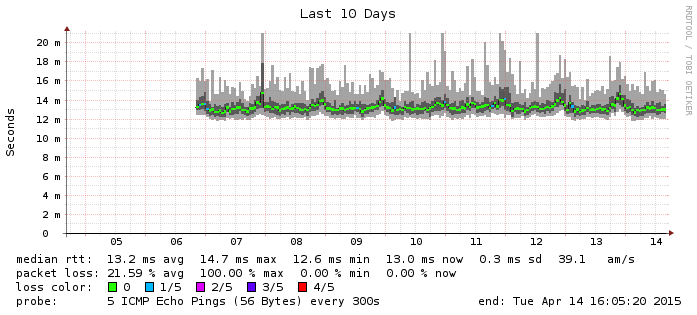 Last 10 Days
RRDTOOL / TOBI OETIKER
Seconds
20 m
18 m
16 m
14 m
12 m
10 m
8 m
6 m
4 m
2 m
0
05 06 07 08 09 10 11 12 13 14
median rtt: 13.2 ms avg 14.7 ms max 12.6 ms min 13.0 ms now 0.3 ms sd 39.1 am/s
packet loss: 21.59 % avg 100.00 % max 0.00 % min 0.00 % now
loss color: 0 1/5 2/5 3/5 4/5
probe: 5 ICMP Echo Pings (56 Bytes) every 300s end: Tue Apr 14 16:05:20 2015